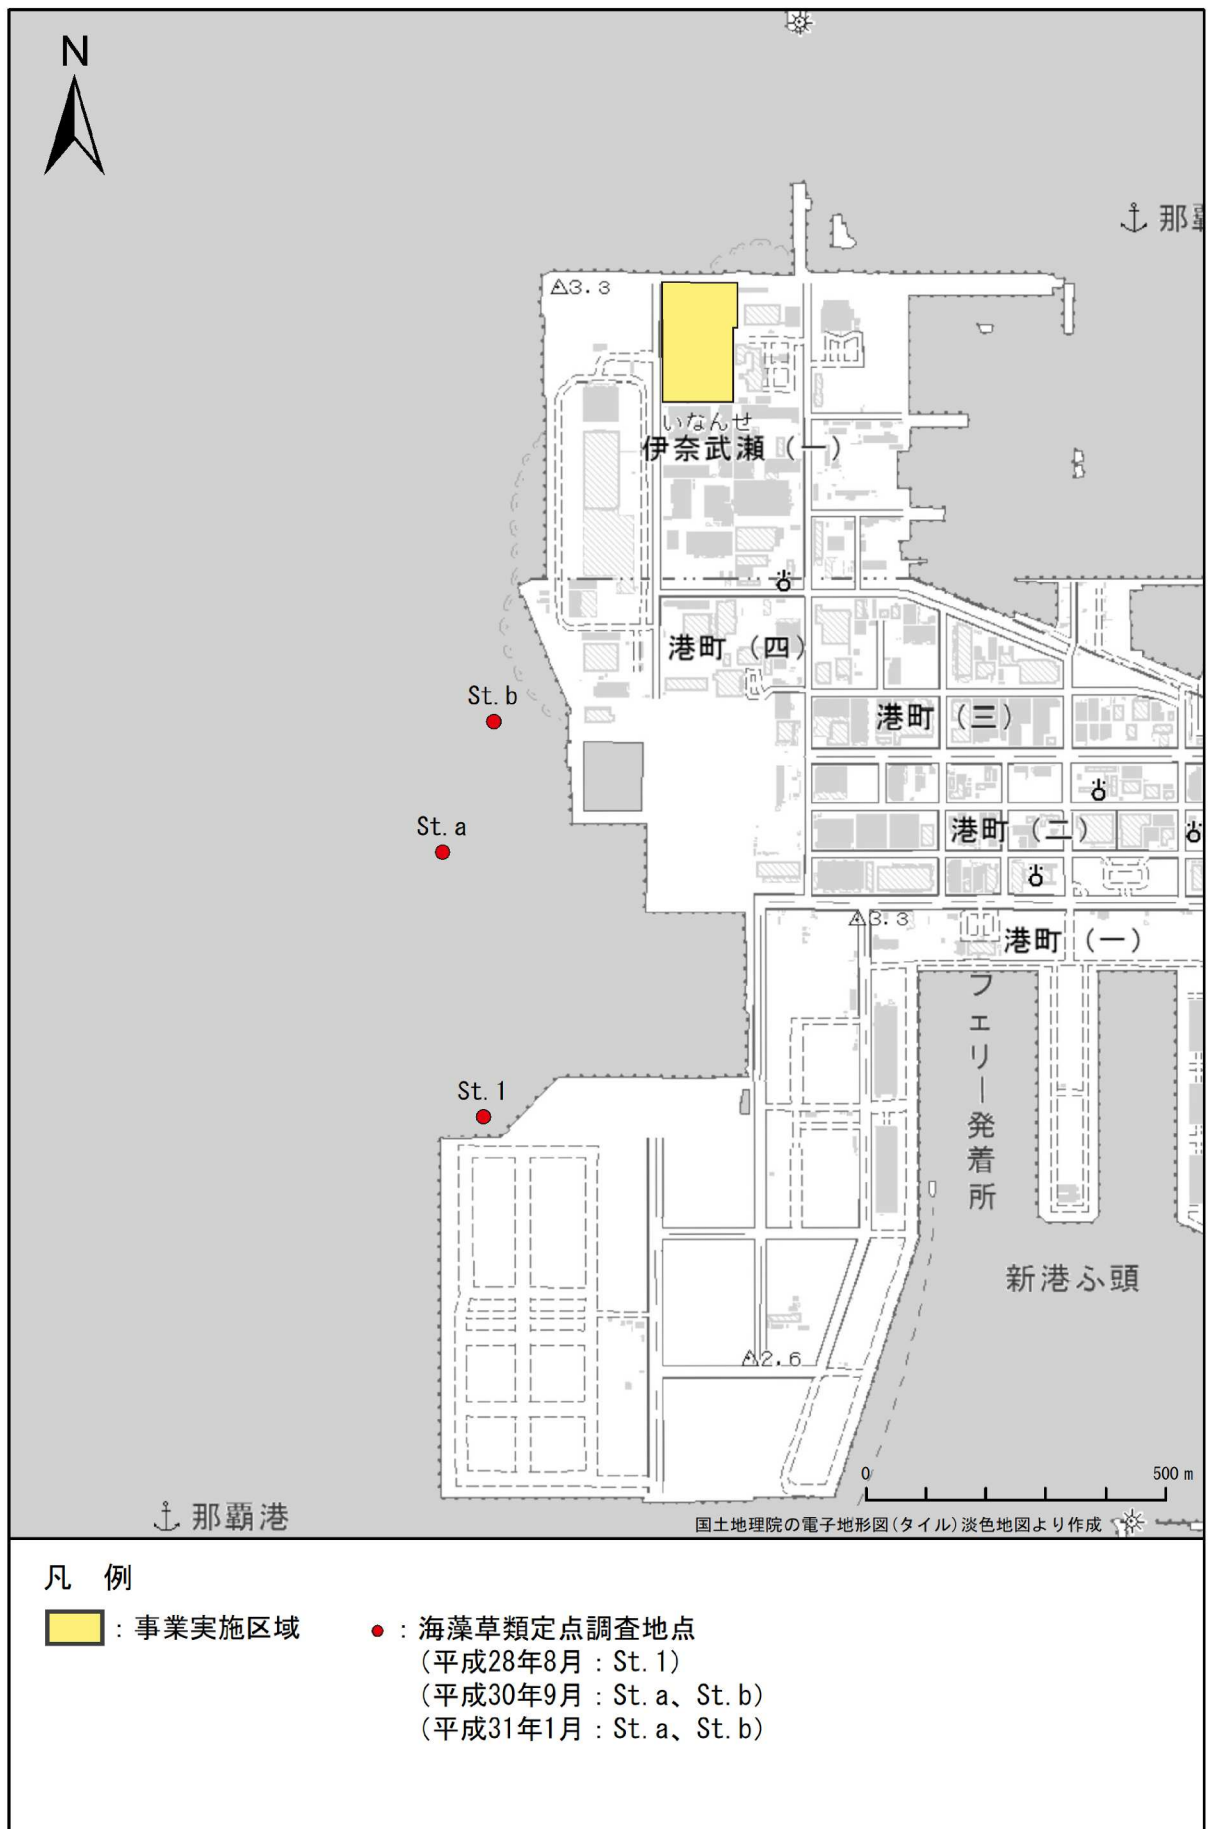 N
那覇
3.3
いなんせ
伊奈武瀬（一）
港町（四）
St.b
港町（三）
St.a
港町（二）
3.3
港町（一）
フェリー発着所
St.1
新港ふ頭
2.6
0 500 m
那覇港
国土地理院の電子地形図(タイル)淡色地図より作成
凡 例
：事業実施区域
：海藻草類定点調査地点
（平成28年8月：St.1）
（平成30年9月：St.a、St.b）
（平成31年1月：St.a、St.b）